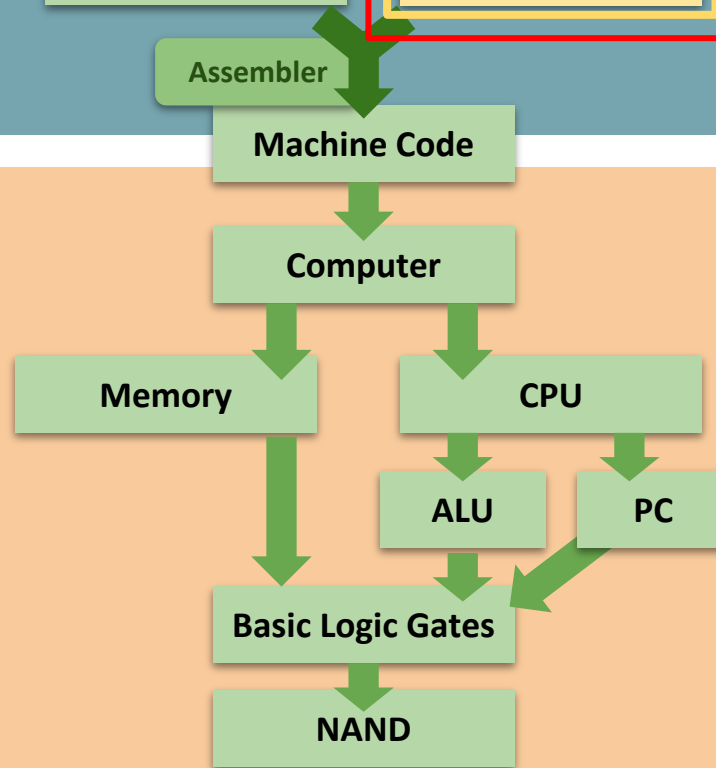 Assembler
Machine Code
Computer
Memory
CPU
ALU
PC
Basic Logic Gates
NAND